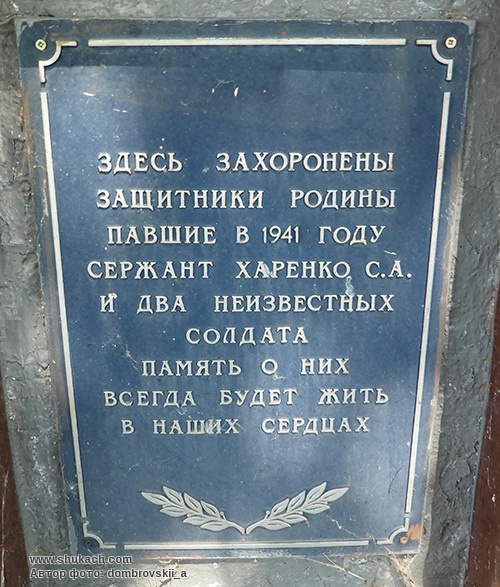 ЗДЕСЬ ЗАХОРОНЕНЫ
ЗАЩИТНИКИ РОДИНЫ
ПАВШИЕ В 1941 ГОДУ
СЕРЖАНТ ХАРЕНКО С.А.
И ДВА НЕИЗВЕСТНЫХ
СОЛДАТА
ПАМЯТЬ О НИХ
ВСЕГДА БУДЕТ ЖИТЬ
В НАШИХ СЕРДЦАХ
www.shukach.com
Автор фото: dombrovskii_a